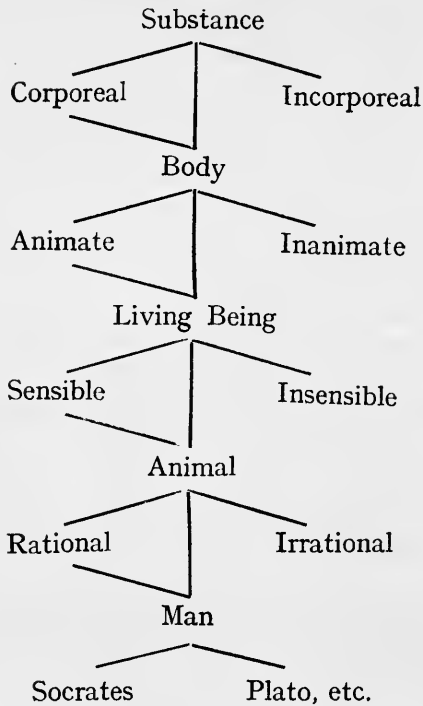 Substance
Corporeal Incorporeal
Body
Animate Inanimate
Living Being
Sensible Insensible
Animal
Rational Irrational
Man
Socrates Plato, etc.